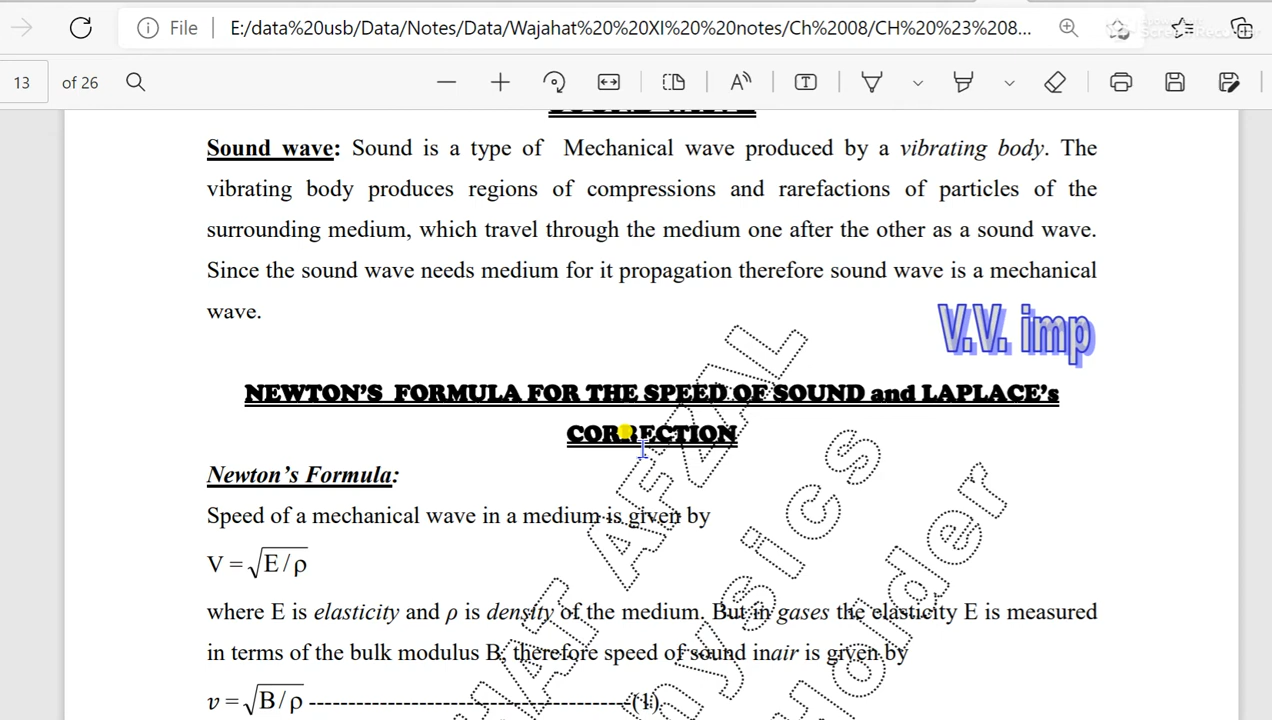 File E:/data%20usb/Data/Notes/Data/Wajahat%20%20XI%20%20notes/Ch%2008/CH%20%23%208...
13 of 26
Sound wave: Sound is a type of Mechanical wave produced by a vibrating body. The
vibrating body produces regions of compressions and rarefactions of particles of the
surrounding medium, which travel through the medium one after the other as a sound wave.
Since the sound wave needs medium for it propagation therefore sound wave is a mechanical
wave.
V.V. imp
NEWTON'S FORMULA FOR THE SPEED OF SOUND and LAPLACE's
CORRECTION
Newton's Formula:
Speed of a mechanical wave in a medium is given by
V = √E / ρ
where E is elasticity and ρ is density of the medium. But in gases the elasticity E is measured
in terms of the bulk modulus B, therefore speed of sound inair is given by
v = √B / ρ ---------------------------------------(1)
AFZAL